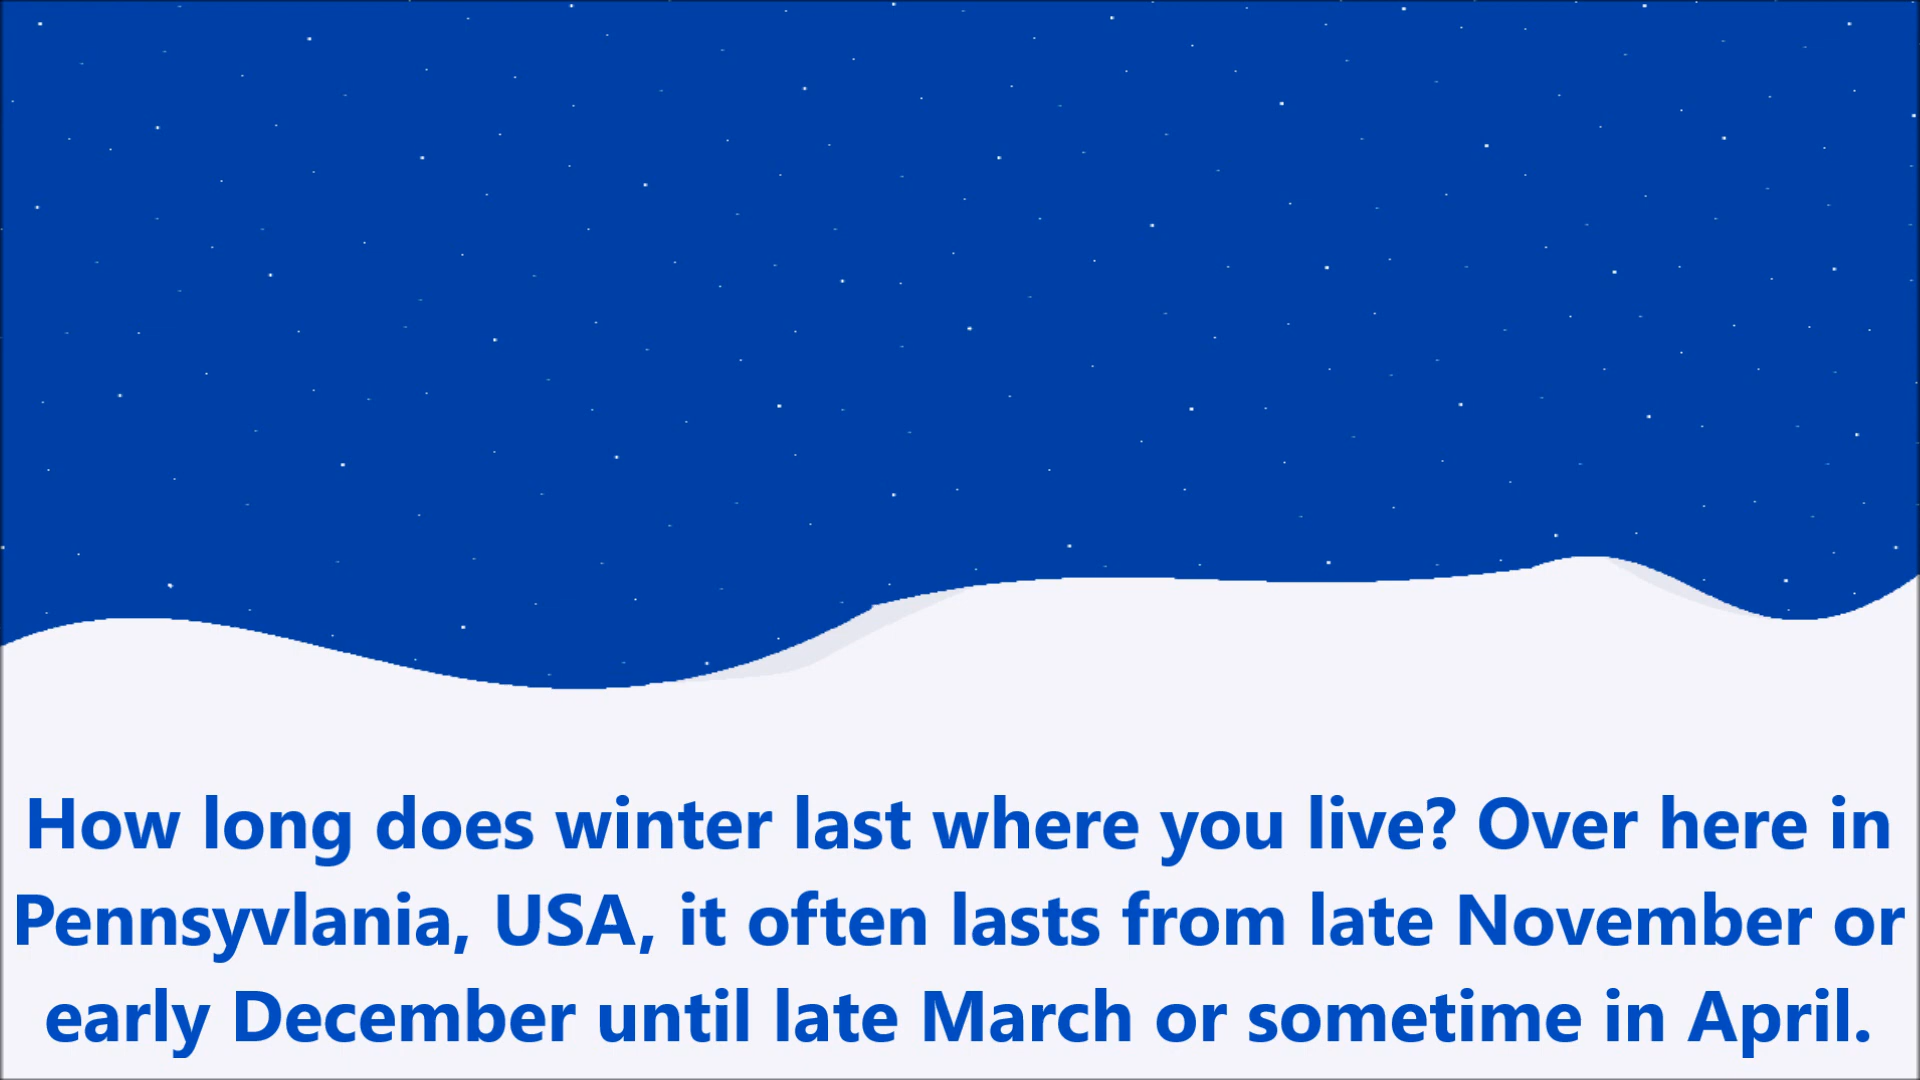 How long does winter last where you live? Over here in
Pennsyvlania, USA, it often lasts from late November or
early December until late March or sometime in April.